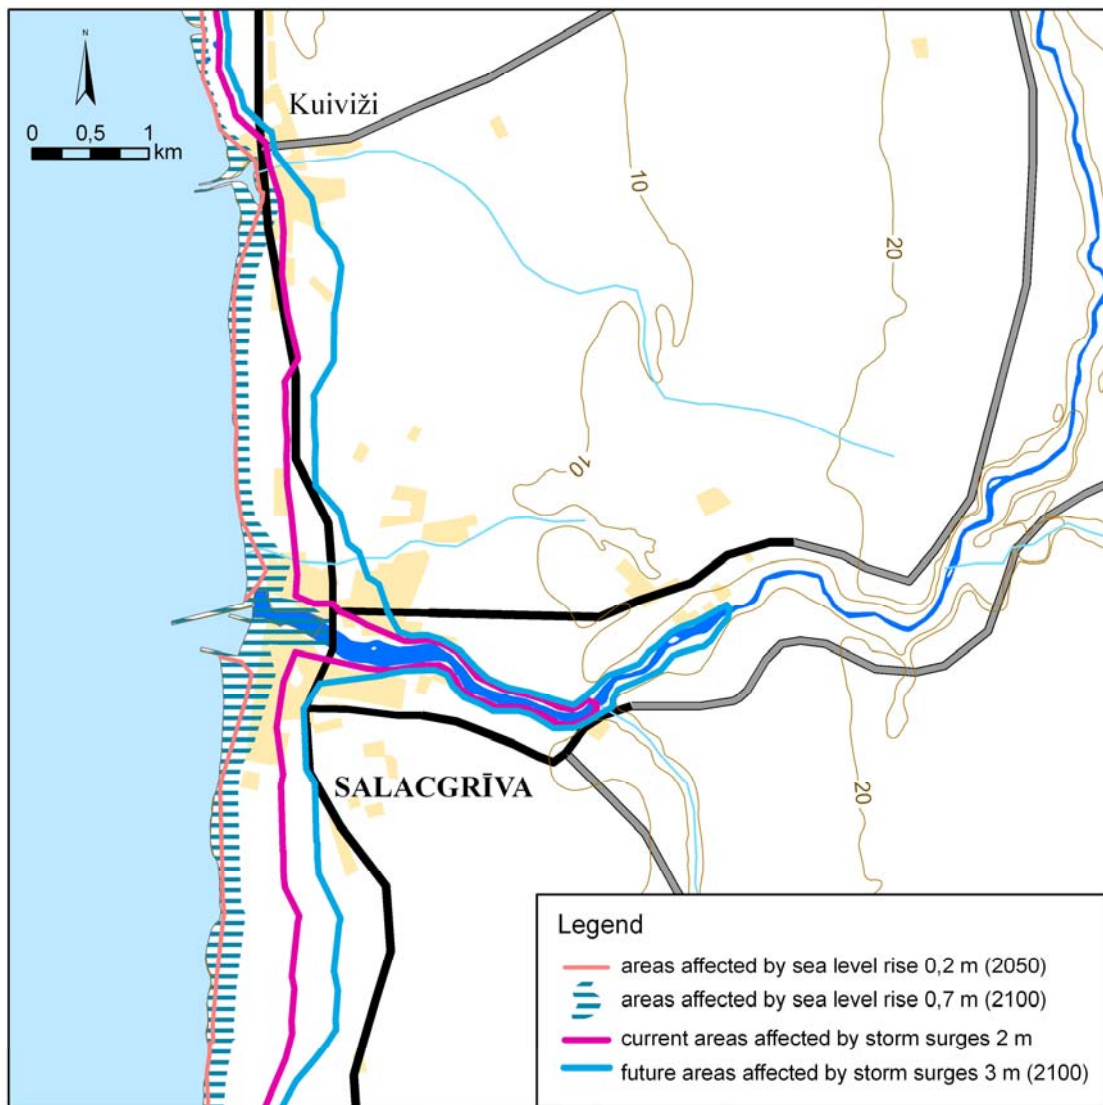 N
Kuiviži
0 0,5 1
km
10
20
10
SALACGRĪVA
20
Legend
areas affected by sea level rise 0,2 m (2050)
areas affected by sea level rise 0,7 m (2100)
current areas affected by storm surges 2 m
future areas affected by storm surges 3 m (2100)